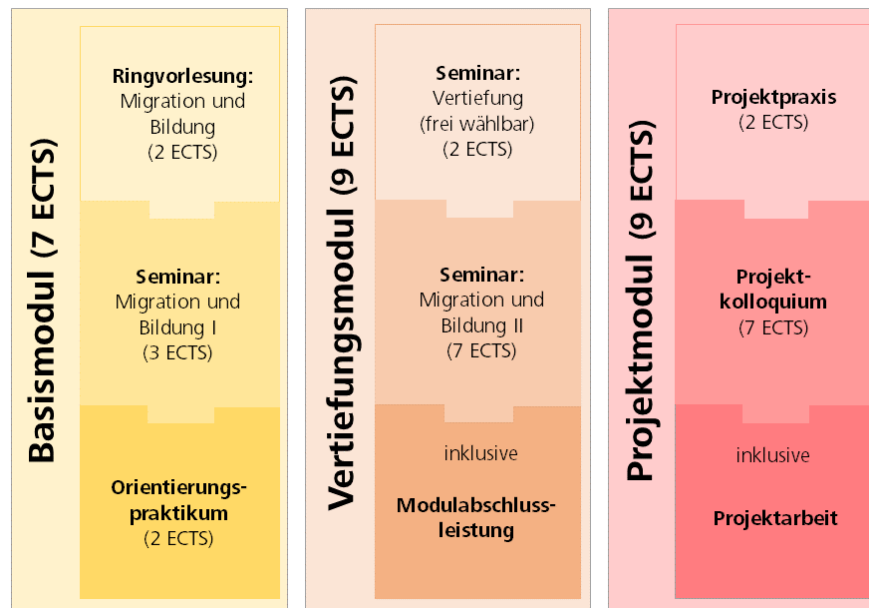 Basismodul (7 ECTS)
Ringvorlesung:
Migration und
Bildung
(2 ECTS)
Seminar:
Migration und
Bildung I
(3 ECTS)
Orientierungs-
praktikum
(2 ECTS)
Vertiefungsmodul (9 ECTS)
Seminar:
Vertiefung
(frei wählbar)
(2 ECTS)
Seminar:
Migration und
Bildung II
(7 ECTS)
inklusive
Modulabschluss-
leistung
Projektmodul (9 ECTS)
Projektpraxis
(2 ECTS)
Projekt-
kolloquium
(7 ECTS)
inklusive
Projektarbeit